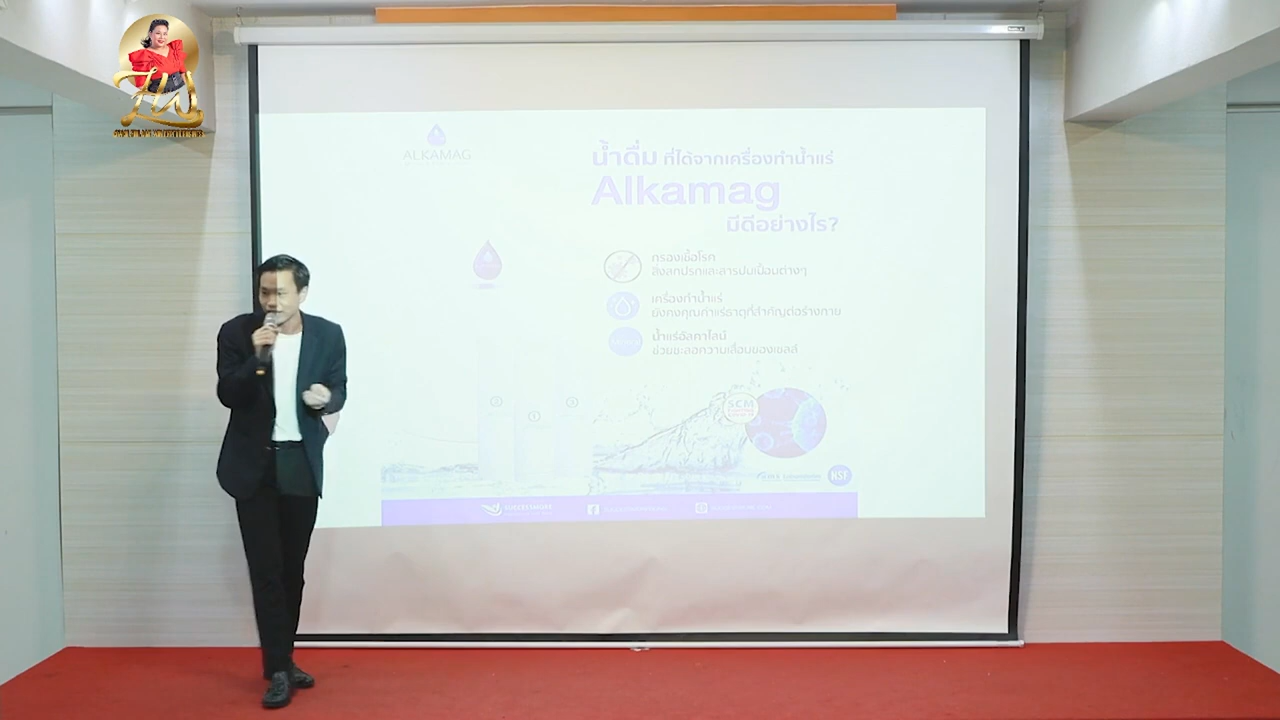 ALKAMAG
น้ำดื่ม ที่ได้จากเครื่องทำน้ำแร่
Alkamag
มีดีอย่างไร?
กรองเชื้อโรค
สิ่งสกปรกและสารปนเปื้อนต่างๆ
เครื่องทำน้ำแร่
ยังคงคุณค่าแร่ธาตุที่สำคัญต่อร่างกาย
น้ำแร่อัลคาไลน์
ช่วยชะลอความเสื่อมของเซลล์
SCM
NSF